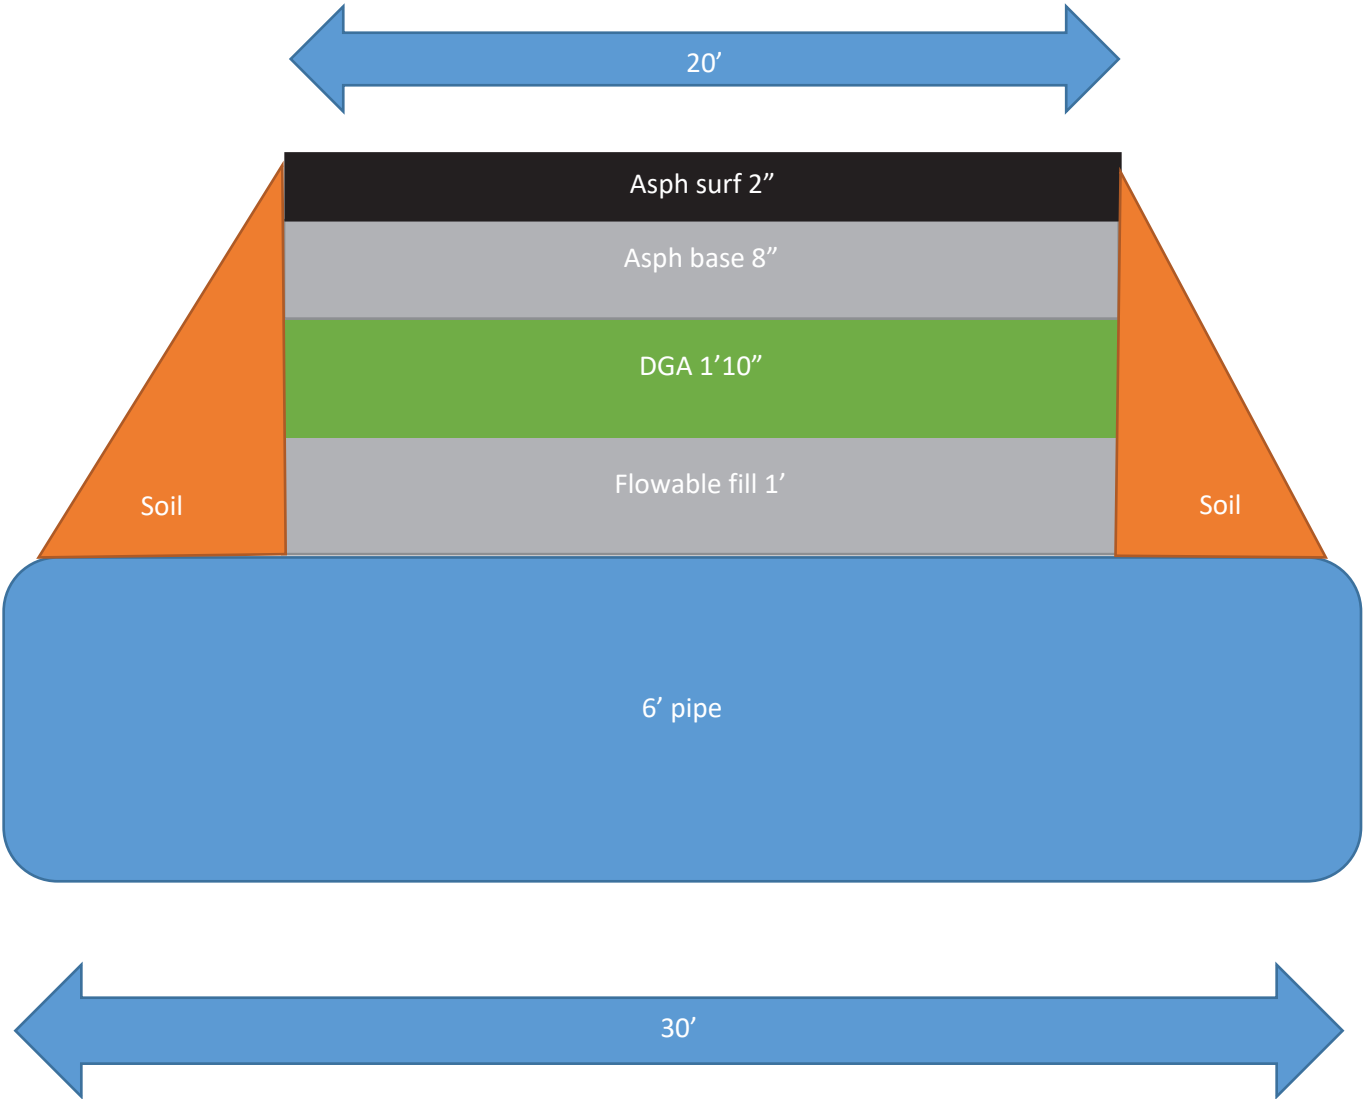 20’
Asph surf 2”
Asph base 8”
DGA 1’10”
Flowable fill 1’
Soil
Soil
6’ pipe
30’